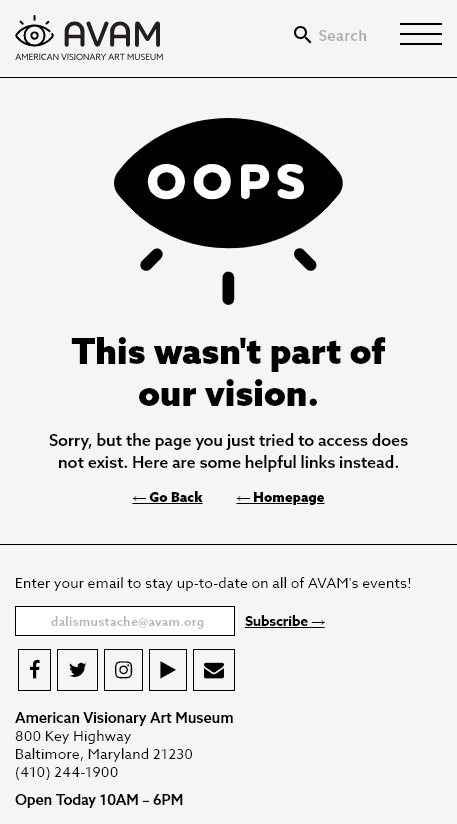 AVAM
AMERICAN VISIONARY ART MUSEUM
Search
OOPS
This wasn't part of
our vision.
Sorry, but the page you just tried to access does
not exist. Here are some helpful links instead.
← Go Back
← Homepage
Enter your email to stay up-to-date on all of AVAM's events!
dalismustache@avam.org
Subscribe →
American Visionary Art Museum
800 Key Highway
Baltimore, Maryland 21230
(410) 244-1900
Open Today 10AM – 6PM